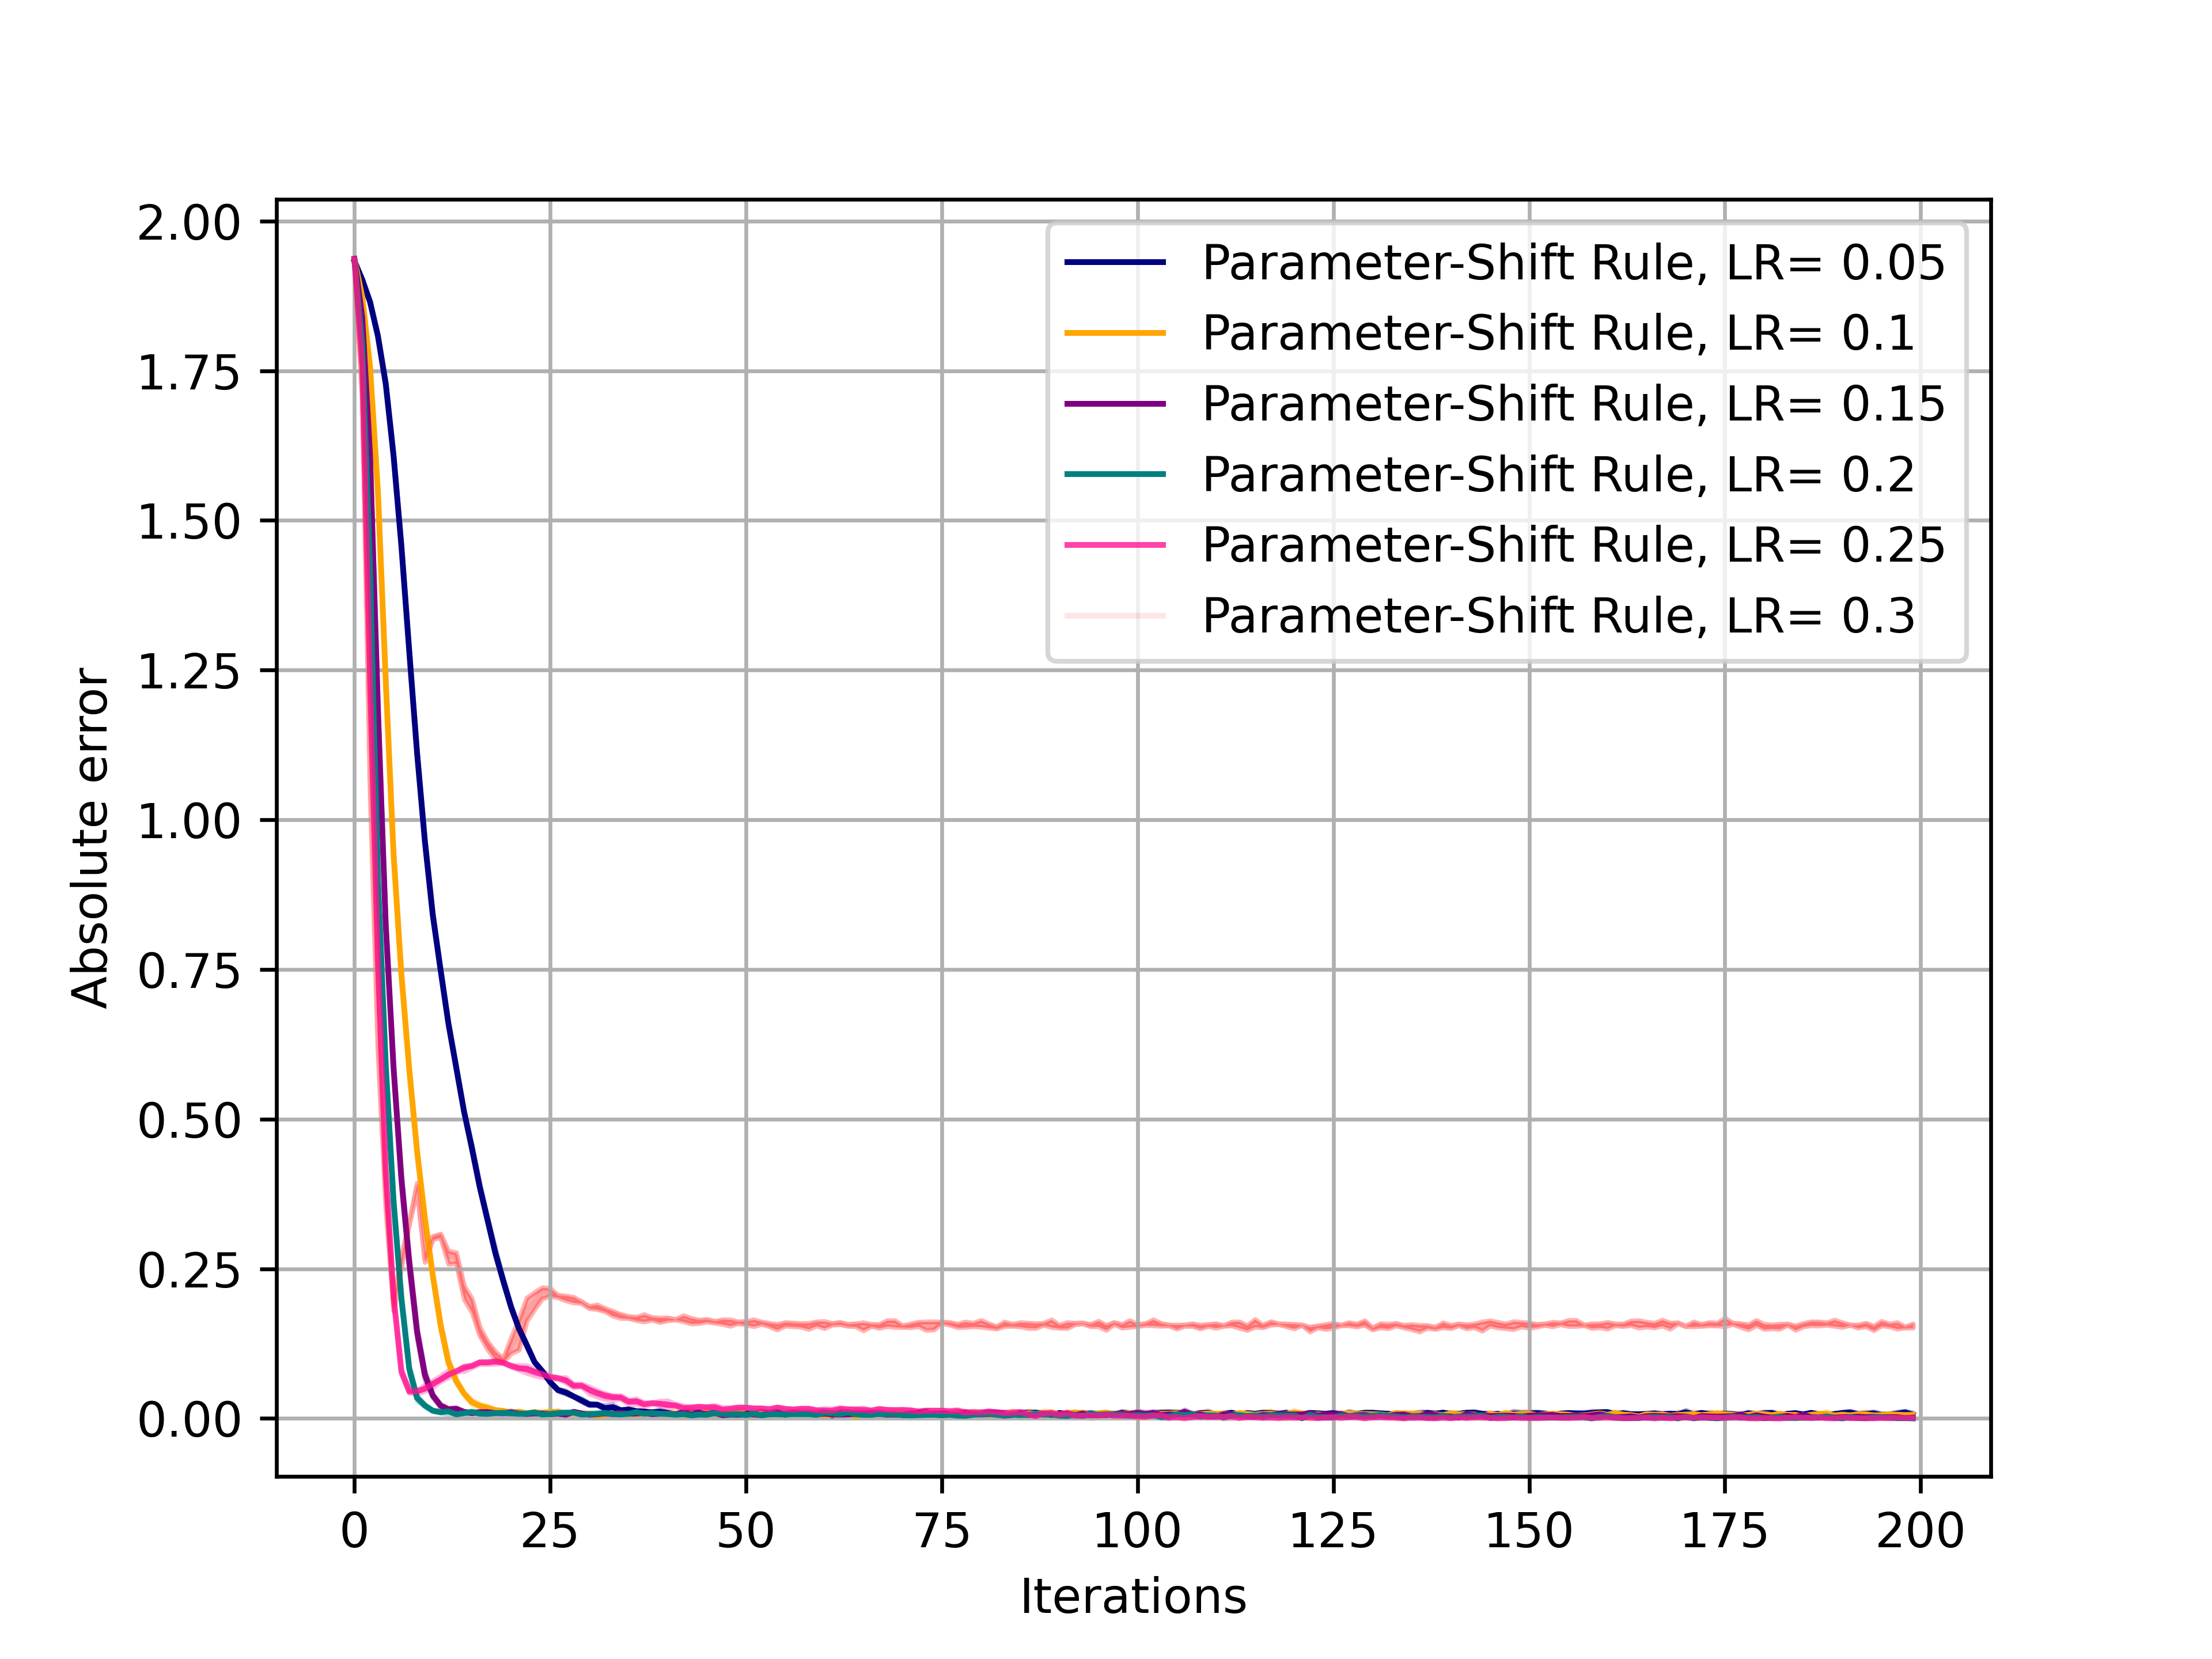 2.00
1.75
1.50
1.25
1.00
0.75
0.50
0.25
0.00
Absolute error
Parameter-Shift Rule, LR= 0.05
Parameter-Shift Rule, LR= 0.1
Parameter-Shift Rule, LR= 0.15
Parameter-Shift Rule, LR= 0.2
Parameter-Shift Rule, LR= 0.25
Parameter-Shift Rule, LR= 0.3
0 25 50 75 100 125 150 175 200
Iterations